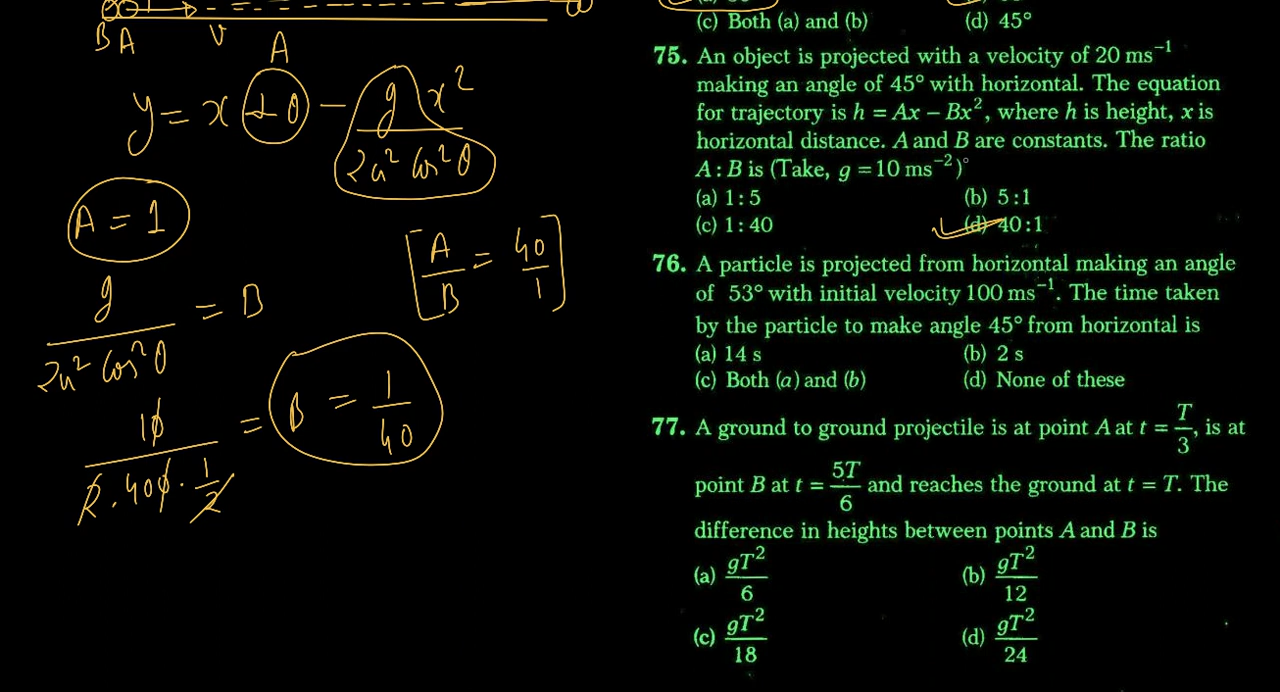 B A v
A
y = x tanθ − g x² / 2u² cos²θ
A = 1
g / 2u² cos²θ = B
[A/B = 40/1]
10 / 2 · 400 · 1/2 = B = 1/40
(c) Both (a) and (b) (d) 45°
75. An object is projected with a velocity of 20 ms⁻¹
making an angle of 45° with horizontal. The equation
for trajectory is h = Ax − Bx², where h is height, x is
horizontal distance. A and B are constants. The ratio
A : B is (Take, g = 10 ms⁻²)°
(a) 1 : 5 (b) 5 : 1
(c) 1 : 40 (d) 40 : 1
76. A particle is projected from horizontal making an angle
of 53° with initial velocity 100 ms⁻¹. The time taken
by the particle to make angle 45° from horizontal is
(a) 14 s (b) 2 s
(c) Both (a) and (b) (d) None of these
77. A ground to ground projectile is at point A at t = T/3, is at
point B at t = 5T/6 and reaches the ground at t = T. The
difference in heights between points A and B is
(a) gT²/6 (b) gT²/12
(c) gT²/18 (d) gT²/24